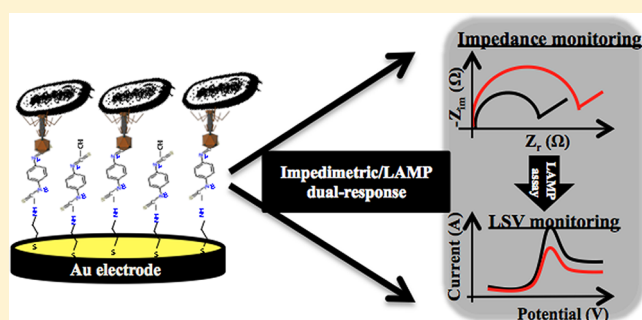 Impedance monitoring
-Zim (Ω)
Zr (Ω)
Impedimetric/LAMP
dual-response
LAMP
assay
LSV monitoring
Current (A)
Potential (V)
Au electrode